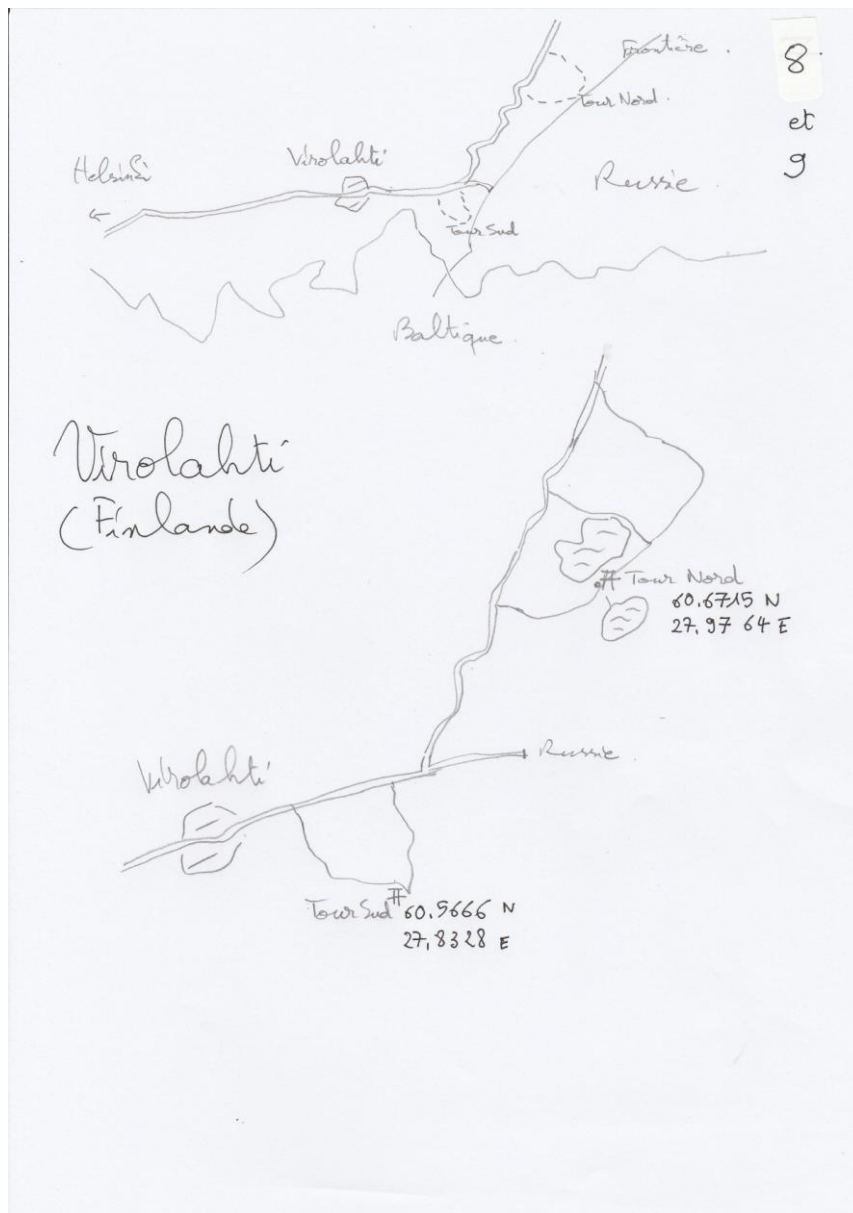 Frontière.
8
et
9
Tour Nord.
Virolahti
Helsinki
Russie.
Tour Sud
Baltique.
Virolahti
(Finlande)
Tour Nord
60.6715 N
27.9764 E
Russie.
Virolahti
Tour Sud
60.5666 N
27,8328 E